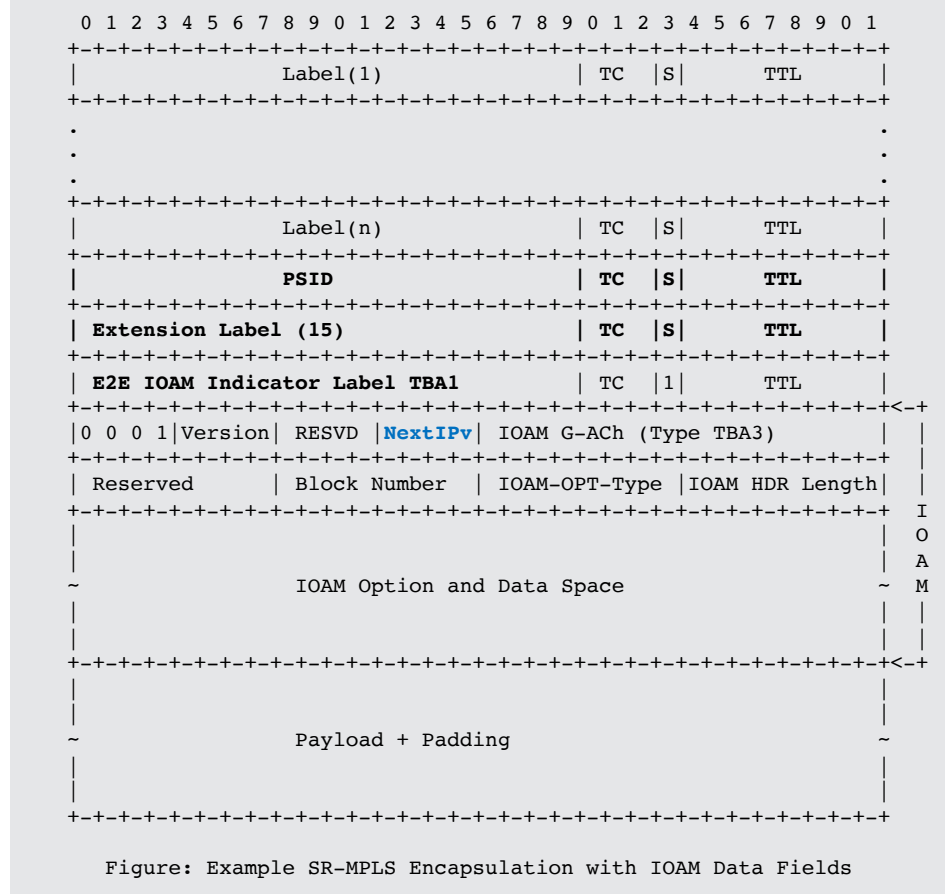 0 1 2 3 4 5 6 7 8 9 0 1 2 3 4 5 6 7 8 9 0 1 2 3 4 5 6 7 8 9 0 1
+-+-+-+-+-+-+-+-+-+-+-+-+-+-+-+-+-+-+-+-+-+-+-+-+-+-+-+-+-+-+-+-+
|                Label(1)               | TC  |S|      TTL      |
+-+-+-+-+-+-+-+-+-+-+-+-+-+-+-+-+-+-+-+-+-+-+-+-+-+-+-+-+-+-+-+-+
.                                                               .
.                                                               .
.                                                               .
+-+-+-+-+-+-+-+-+-+-+-+-+-+-+-+-+-+-+-+-+-+-+-+-+-+-+-+-+-+-+-+-+
|                Label(n)               | TC  |S|      TTL      |
+-+-+-+-+-+-+-+-+-+-+-+-+-+-+-+-+-+-+-+-+-+-+-+-+-+-+-+-+-+-+-+-+
|                PSID                   | TC  |S|      TTL      |
+-+-+-+-+-+-+-+-+-+-+-+-+-+-+-+-+-+-+-+-+-+-+-+-+-+-+-+-+-+-+-+-+
| Extension Label (15)                  | TC  |S|      TTL      |
+-+-+-+-+-+-+-+-+-+-+-+-+-+-+-+-+-+-+-+-+-+-+-+-+-+-+-+-+-+-+-+-+
| E2E IOAM Indicator Label TBA1         | TC  |1|      TTL      |
+-+-+-+-+-+-+-+-+-+-+-+-+-+-+-+-+-+-+-+-+-+-+-+-+-+-+-+-+-+-+-+-+<-+
|0 0 0 1|Version| RESVD |NextIPv| IOAM G-ACh (Type TBA3)        |  |
+-+-+-+-+-+-+-+-+-+-+-+-+-+-+-+-+-+-+-+-+-+-+-+-+-+-+-+-+-+-+-+-+  |
| Reserved      | Block Number  | IOAM-OPT-Type |IOAM HDR Length|  |
+-+-+-+-+-+-+-+-+-+-+-+-+-+-+-+-+-+-+-+-+-+-+-+-+-+-+-+-+-+-+-+-+  I
|                                                               |  O
|                                                               |  A
~                 IOAM Option and Data Space                    ~  M
|                                                               |  |
|                                                               |  |
+-+-+-+-+-+-+-+-+-+-+-+-+-+-+-+-+-+-+-+-+-+-+-+-+-+-+-+-+-+-+-+-+<-+
|                                                               |
|                                                               |
~                 Payload + Padding                             ~
|                                                               |
|                                                               |
+-+-+-+-+-+-+-+-+-+-+-+-+-+-+-+-+-+-+-+-+-+-+-+-+-+-+-+-+-+-+-+-+
Figure: Example SR-MPLS Encapsulation with IOAM Data Fields